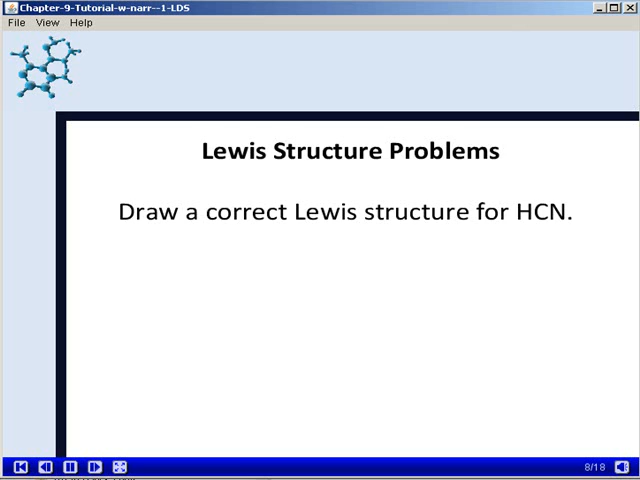 Chapter-9-Tutorial-w-narr--1-LDS
File View Help
Lewis Structure Problems
Draw a correct Lewis structure for HCN.
8/18